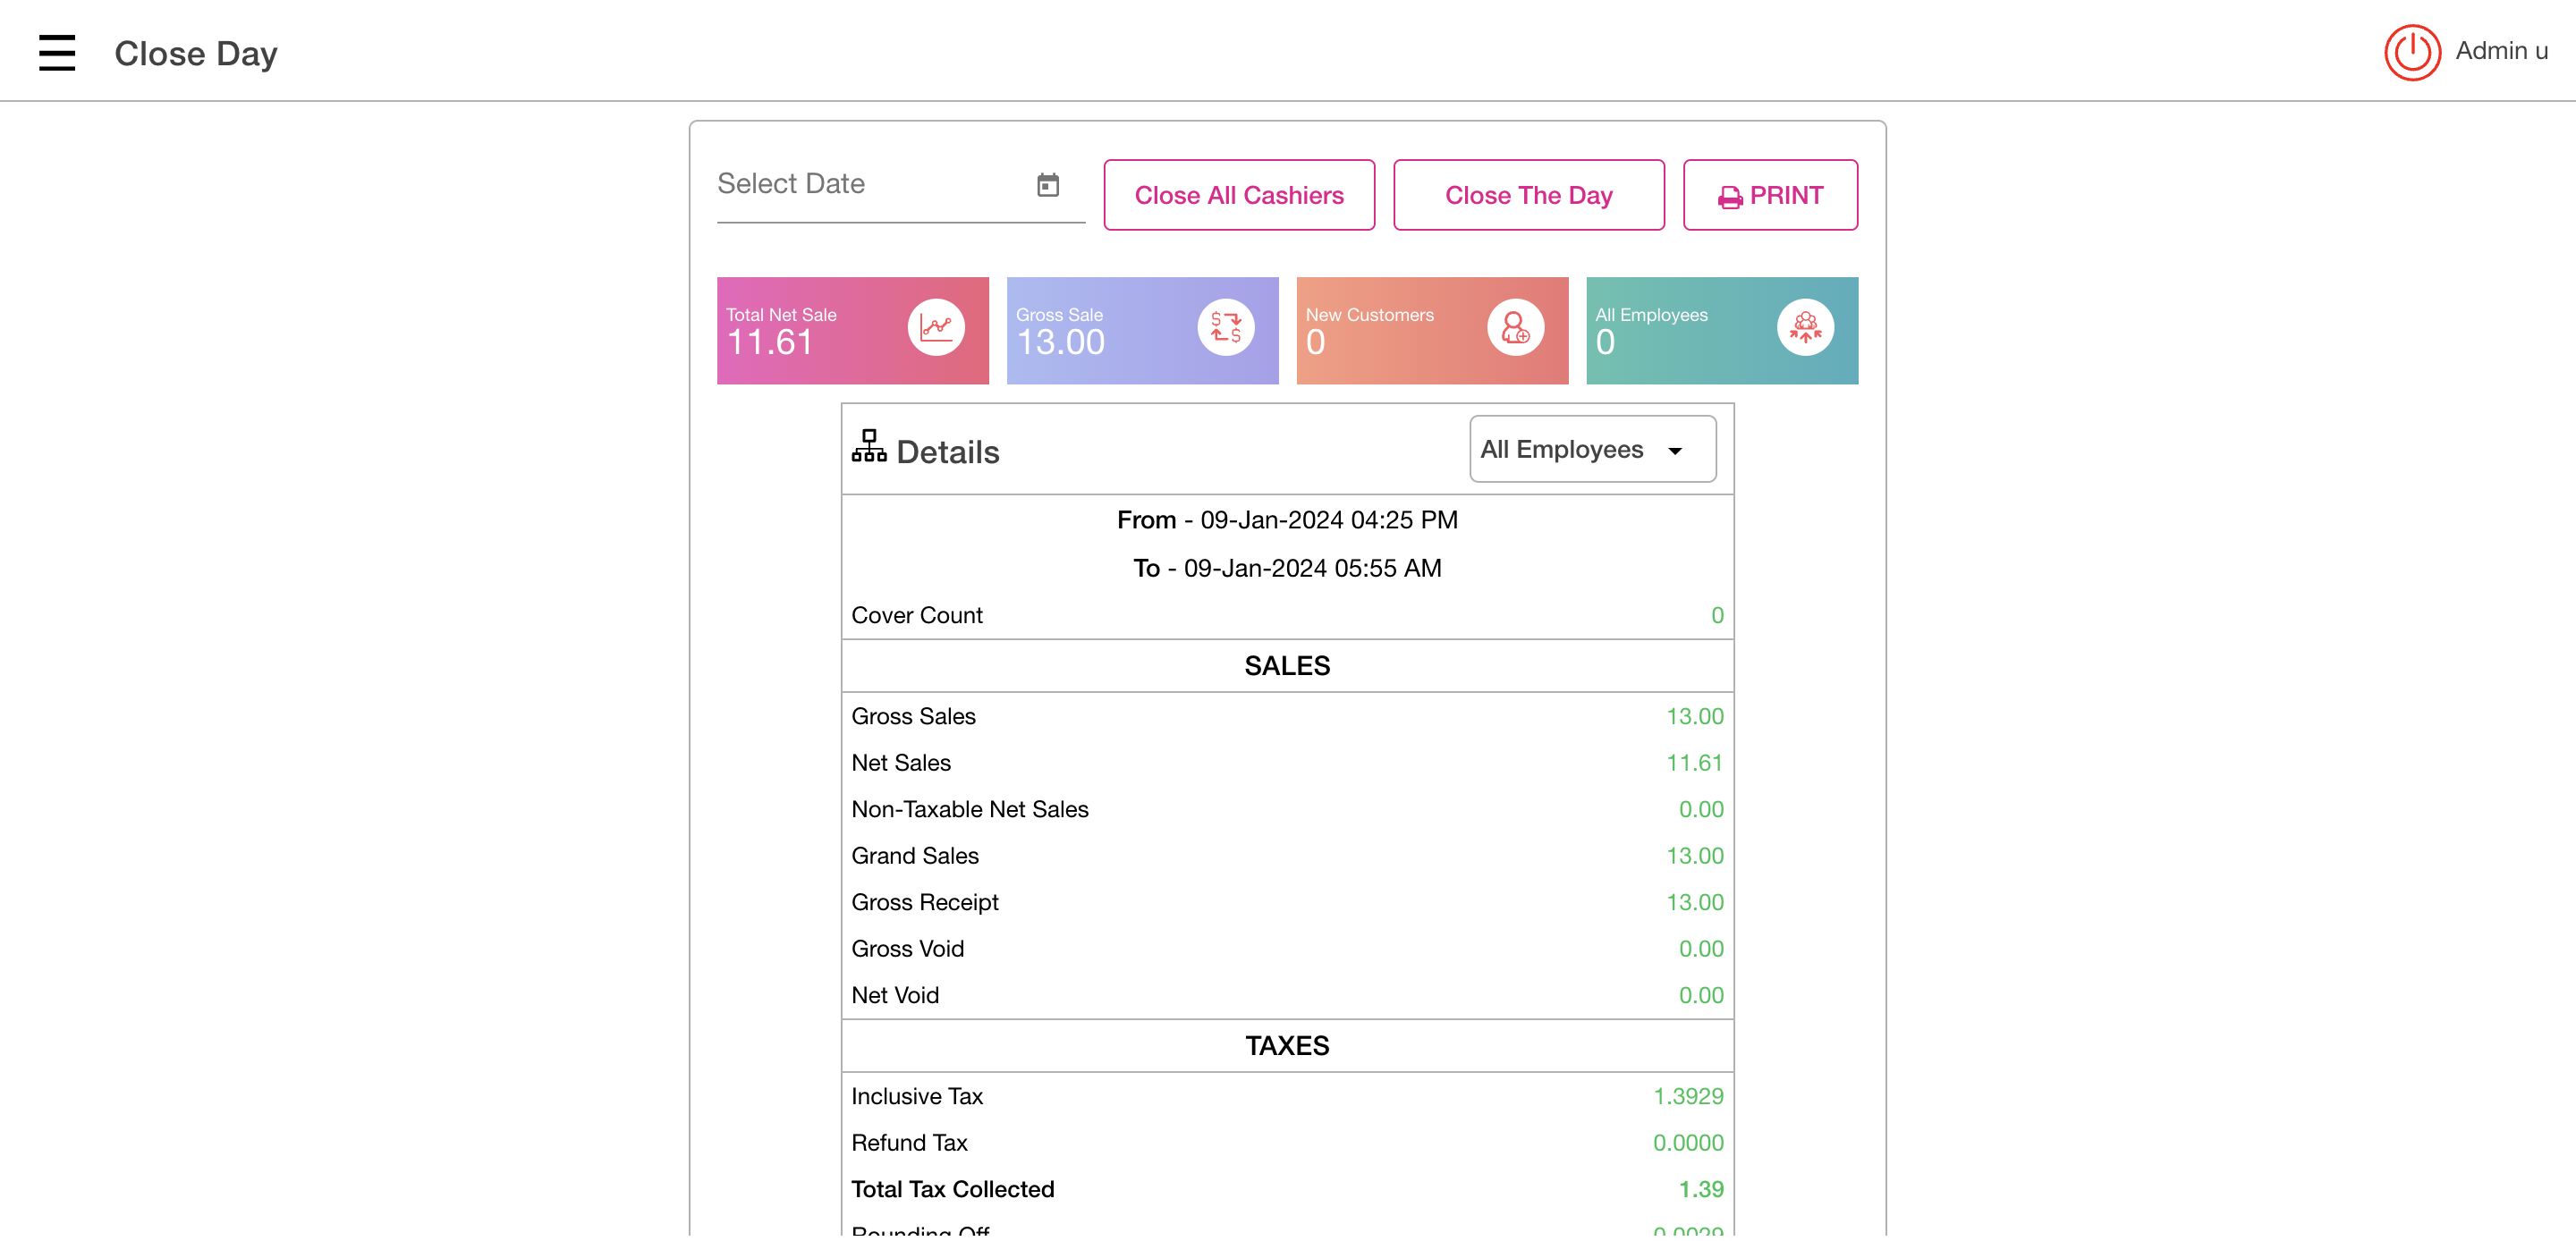 Close Day
Admin u
Select Date
Close All Cashiers
Close The Day
PRINT
Total Net Sale
11.61
Gross Sale
13.00
New Customers
0
All Employees
0
Details
All Employees
From - 09-Jan-2024 04:25 PM
To - 09-Jan-2024 05:55 AM
Cover Count 0
SALES
Gross Sales 13.00
Net Sales 11.61
Non-Taxable Net Sales 0.00
Grand Sales 13.00
Gross Receipt 13.00
Gross Void 0.00
Net Void 0.00
TAXES
Inclusive Tax 1.3929
Refund Tax 0.0000
Total Tax Collected 1.39
Rounding Off 0.0029